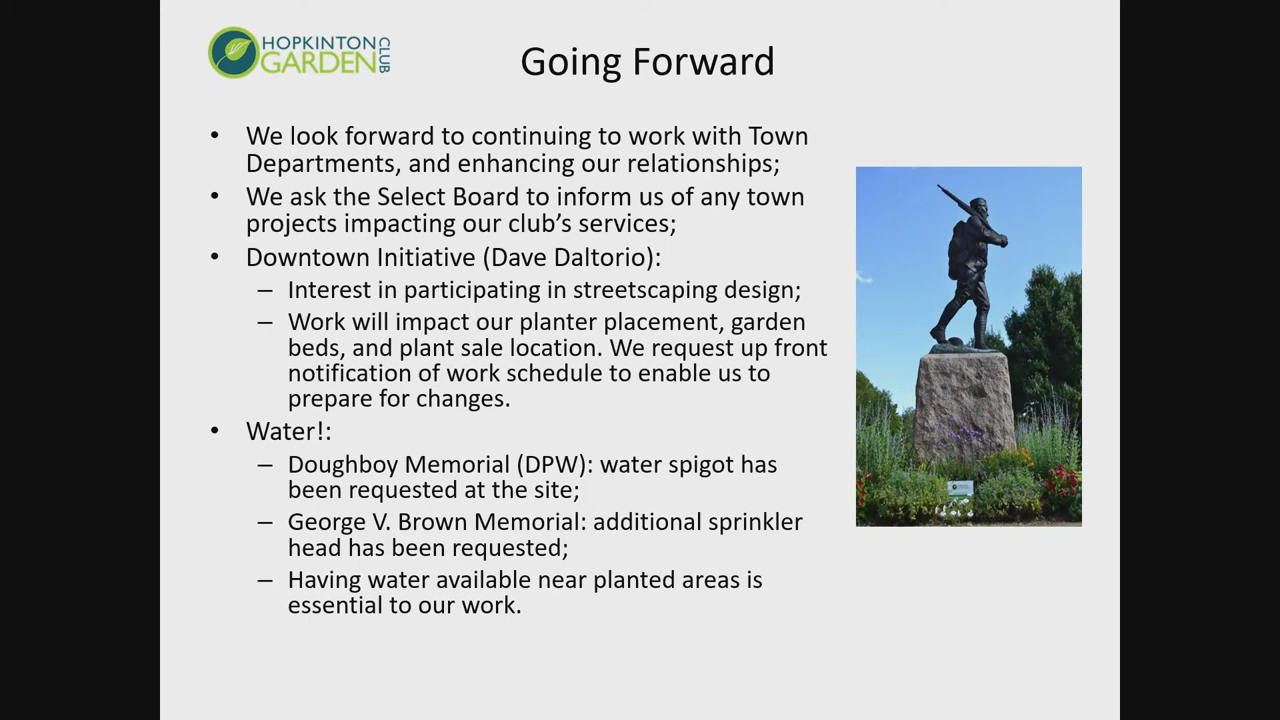 HOPKINTON
GARDEN
CLUB
Going Forward
• We look forward to continuing to work with Town
Departments, and enhancing our relationships;
• We ask the Select Board to inform us of any town
projects impacting our club’s services;
• Downtown Initiative (Dave Daltorio):
– Interest in participating in streetscaping design;
– Work will impact our planter placement, garden
beds, and plant sale location. We request up front
notification of work schedule to enable us to
prepare for changes.
• Water!:
– Doughboy Memorial (DPW): water spigot has
been requested at the site;
– George V. Brown Memorial: additional sprinkler
head has been requested;
– Having water available near planted areas is
essential to our work.